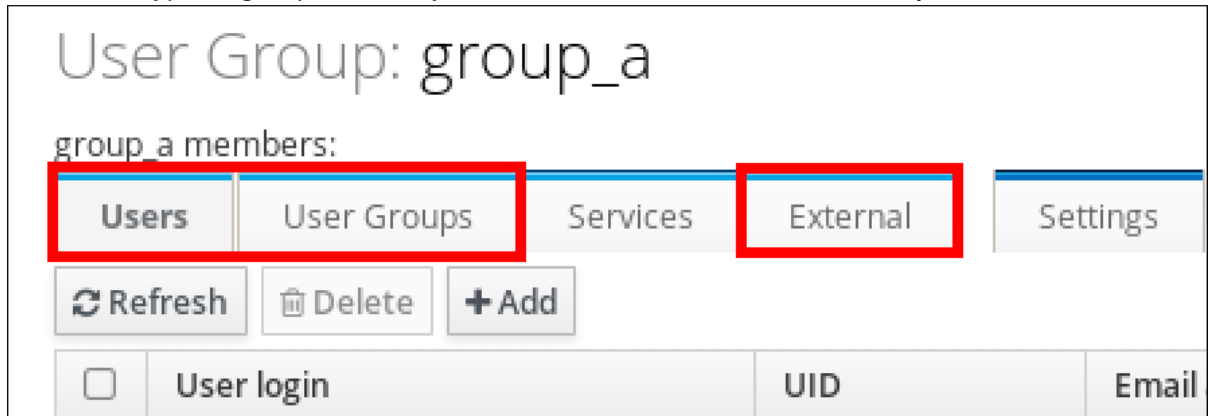 User Group: group_a
group_a members:
Users User Groups Services External Settings
Refresh Delete +Add
User login UID Email